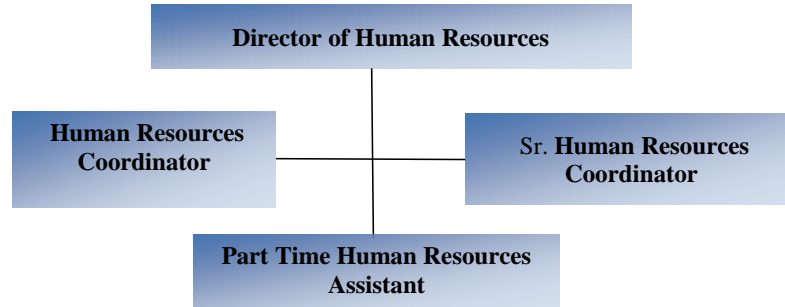 Director of Human Resources
Human Resources
Coordinator
Sr. Human Resources
Coordinator
Part Time Human Resources
Assistant